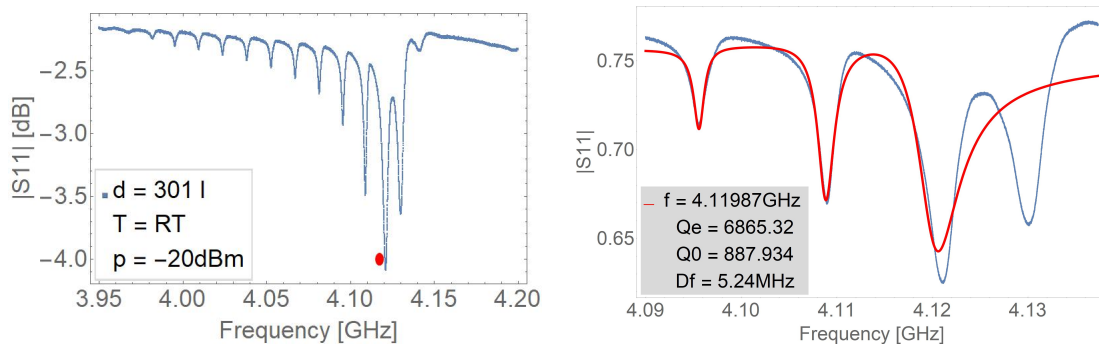 |S11| [dB]
−2.5
−3.0
−3.5
−4.0
d = 301 l
T = RT
p = −20dBm
3.95
4.00
4.05
4.10
4.15
4.20
Frequency [GHz]
|S11|
0.75
0.70
0.65
f = 4.11987GHz
Qe = 6865.32
Q0 = 887.934
Df = 5.24MHz
4.09
4.10
4.11
4.12
4.13
Frequency [GHz]